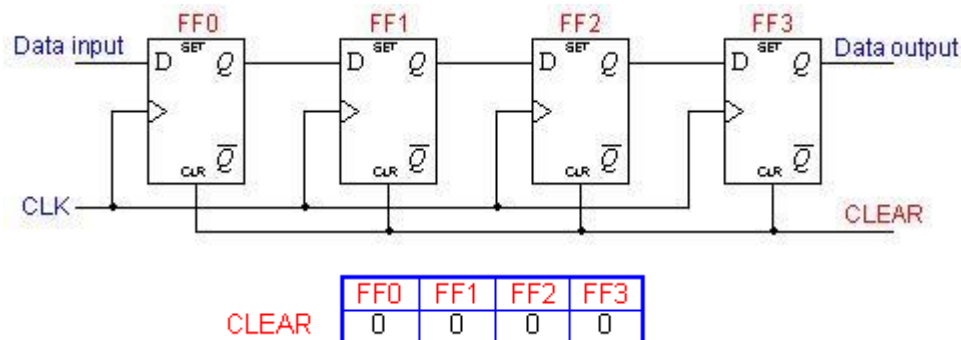 FF0 FF1 FF2 FF3
Data input SET SET SET SET Data output
D Q D Q D Q D Q
Q Q Q Q
CLR CLR CLR CLR
CLK CLEAR
FF0 FF1 FF2 FF3
CLEAR 0 0 0 0